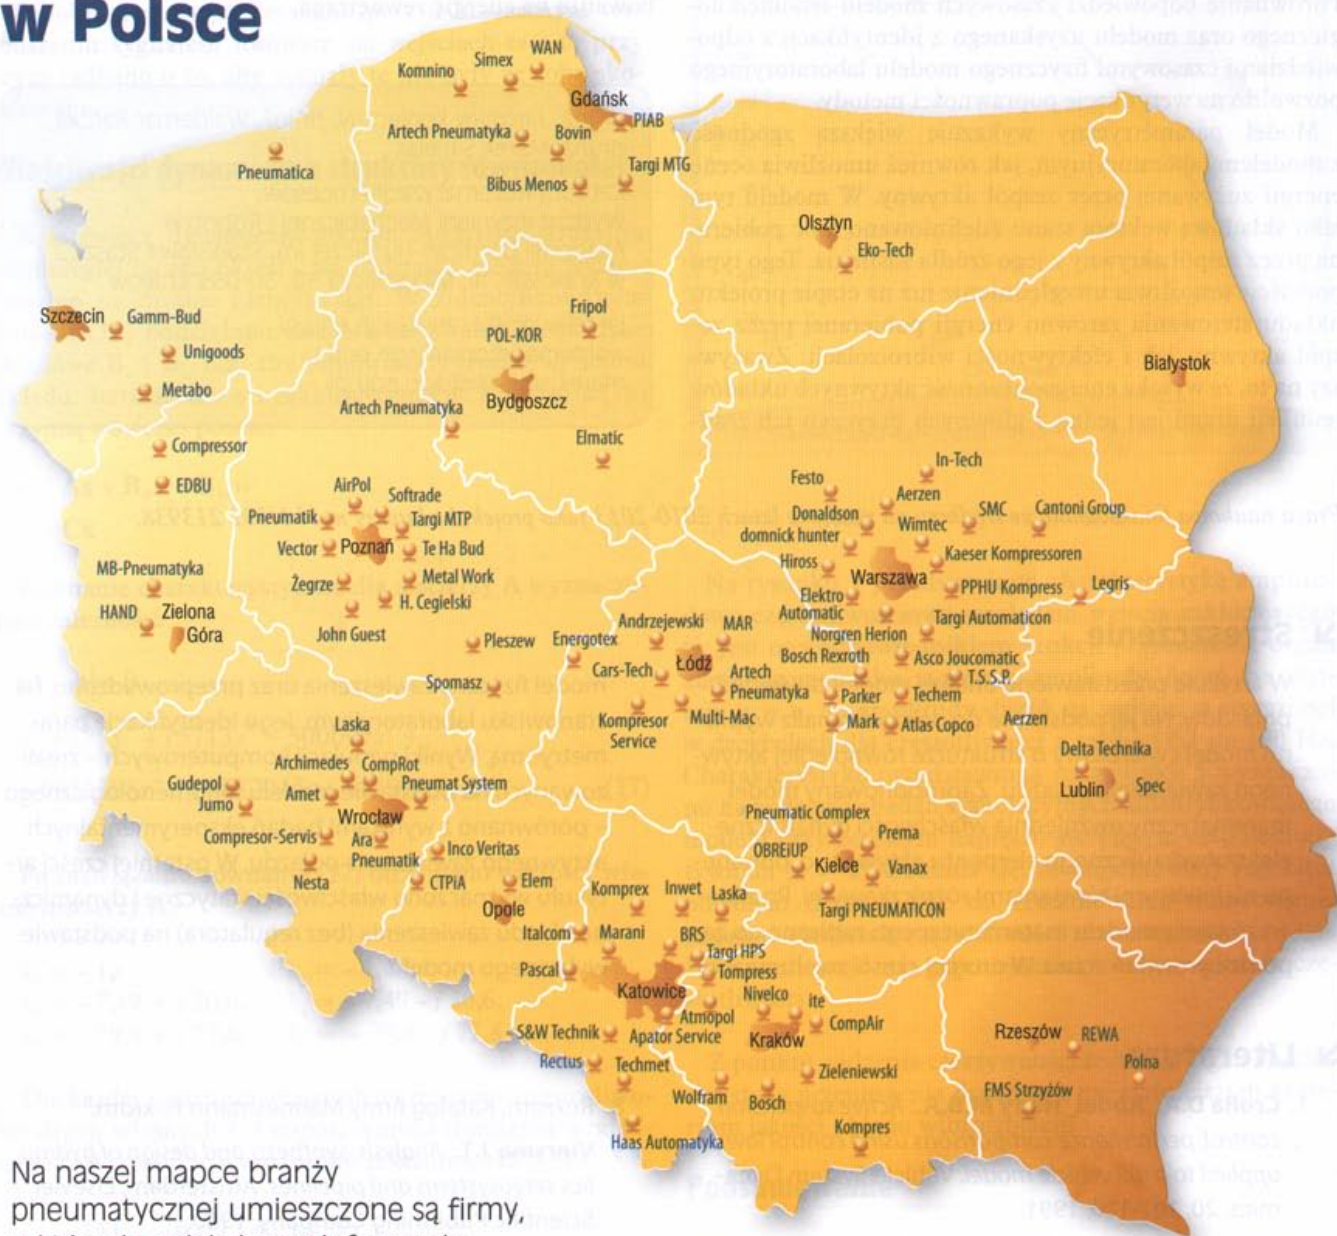 w Polsce
WAN
Simex
Komnino
Gdańsk
PIAB
Artech Pneumatyka
Bovin
Targi MTG
Pneumatica
Bibus Menos
Olsztyn
Eko-Tech
Szczecin
Gamm-Bud
Fripol
POL-KOR
Unigoods
Białystok
Metabo
Bydgoszcz
Artech Pneumatyka
Elmatic
Compressor
In-Tech
EDBU
AirPol
Softrade
Festo
Aerzen
Pneumatik
Targi MTP
Donaldson
domnick hunter
Wimtec
SMC
Cantoni Group
Vector
Poznań
Te Ha Bud
Hiross
Kaeser Kompressoren
MB-Pneumatyka
Żegrze
Metal Work
Warszawa
PPHU Kompress
Legris
HAND
Zielona
Góra
H. Cegielski
Elektro
Automatic
John Guest
Andrzejewski
MAR
Norgren Herion
Targi Automaticon
Pleszew
Energotex
Bosch Rexroth
Asco Joucomatic
Cars-Tech
Łódź
Artech
Pneumatyka
T.S.S.P.
Spomasz
Parker
Techem
Kompresor
Service
Multi-Mac
Mark
Atlas Copco
Aerzen
Laska
Delta Technika
Archimedes
CompRot
Gudepol
Pneumat System
Lublin
Spec
Jumo
Amet
Wrocław
Pneumatic Complex
Compresor-Servis
Ara
Pneumatik
Inco Veritas
OBREiUP
Prema
Kielce
Vanax
Nesta
CTPiA
Elem
Komprex
Inwet
Laska
Opole
Targi PNEUMATICON
Italcom
Marani
BRS
Targi HPS
Pascal
Tompress
Katowice
Nivelco
ite
Atmopol
CompAir
S&W Technik
Apator Service
Kraków
Rzeszów
REWA
Rectus
Techmet
Zieleniewski
Polna
Wolfram
Bosch
FMS Strzyżów
Haas Automatyka
Kompres
Na naszej mapce branży
pneumatycznej umieszczone są firmy,